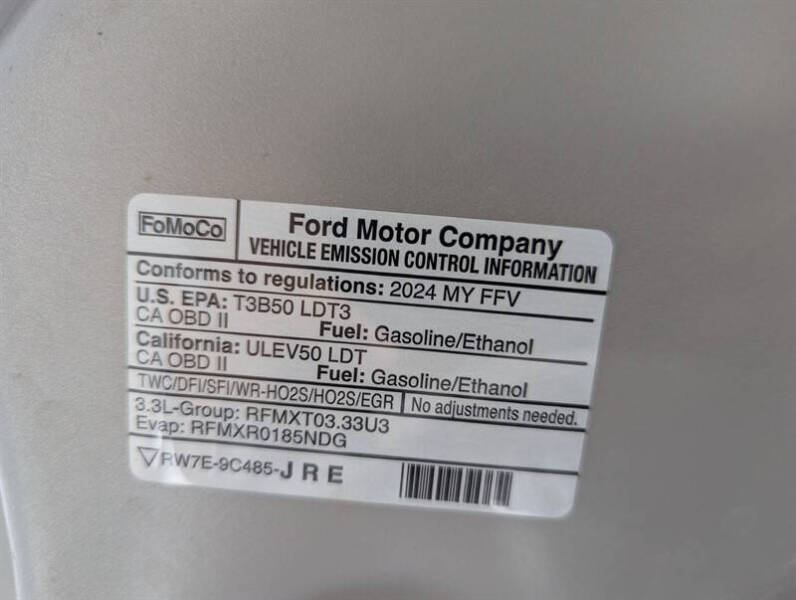 FoMoCo
Ford Motor Company
VEHICLE EMISSION CONTROL INFORMATION
Conforms to regulations: 2024 MY FFV
U.S. EPA: T3B50 LDT3
CA OBD II Fuel: Gasoline/Ethanol
California: ULEV50 LDT
CA OBD II Fuel: Gasoline/Ethanol
TWC/DFI/SFI/WR-HO2S/HO2S/EGR No adjustments needed.
3.3L-Group: RFMXT03.33U3
Evap: RFMXR0185NDG
RW7E-9C485-J R E